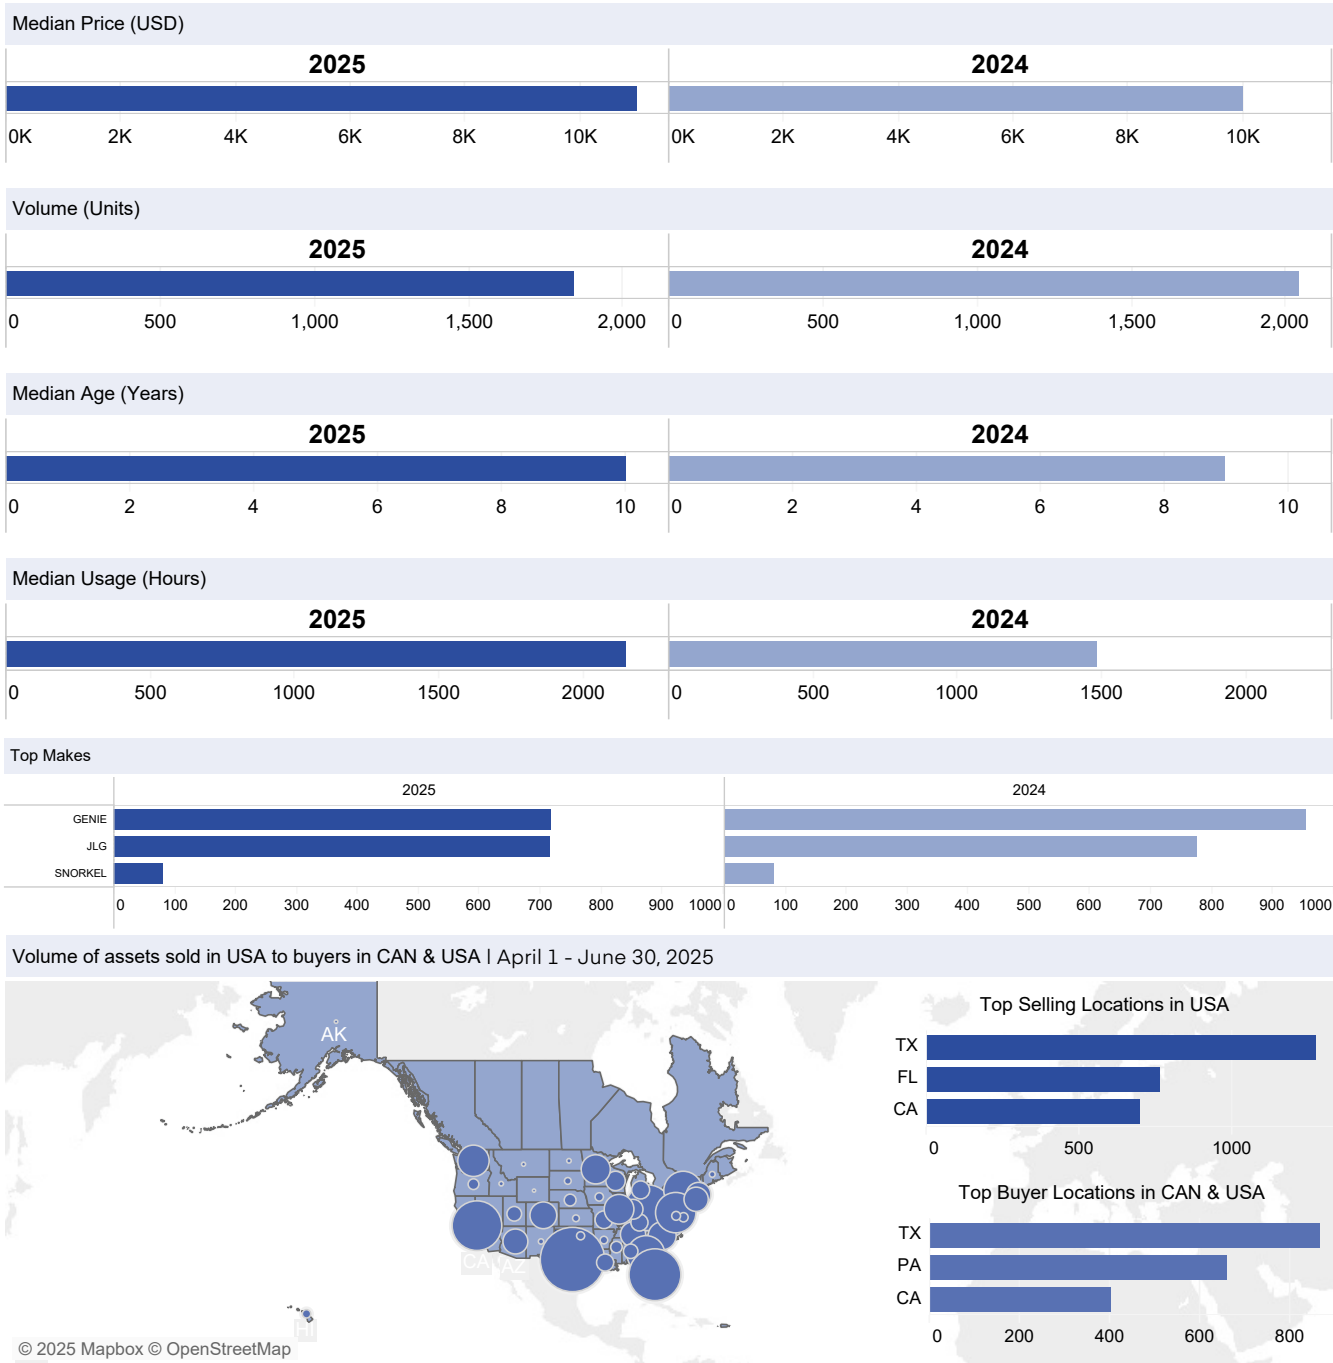 Median Price (USD)
2025 2024
0K 2K 4K 6K 8K 10K 0K 2K 4K 6K 8K 10K
Volume (Units)
2025 2024
0 500 1,000 1,500 2,000 0 500 1,000 1,500 2,000
Median Age (Years)
2025 2024
0 2 4 6 8 10 0 2 4 6 8 10
Median Usage (Hours)
2025 2024
0 500 1000 1500 2000 0 500 1000 1500 2000
Top Makes
2025 2024
GENIE
JLG
SNORKEL
0 100 200 300 400 500 600 700 800 900 1000 0 100 200 300 400 500 600 700 800 900 1000
Volume of assets sold in USA to buyers in CAN & USA | April 1 - June 30, 2025
AK
CA AZ
HI
© 2025 Mapbox © OpenStreetMap
Top Selling Locations in USA
TX
FL
CA
0 500 1000
Top Buyer Locations in CAN & USA
TX
PA
CA
0 200 400 600 800